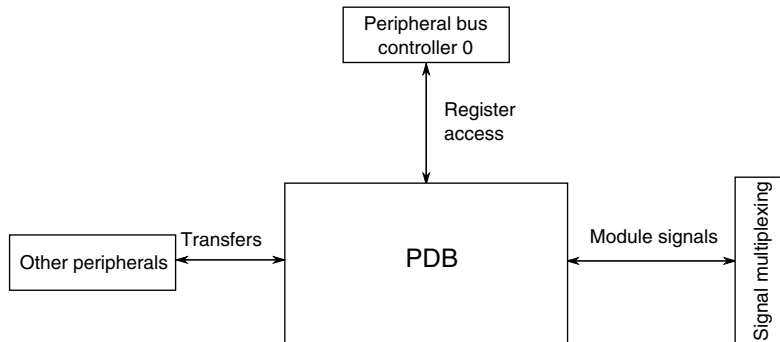 Peripheral bus
controller 0
Register
access
Transfers
Other peripherals
PDB
Module signals
Signal multiplexing